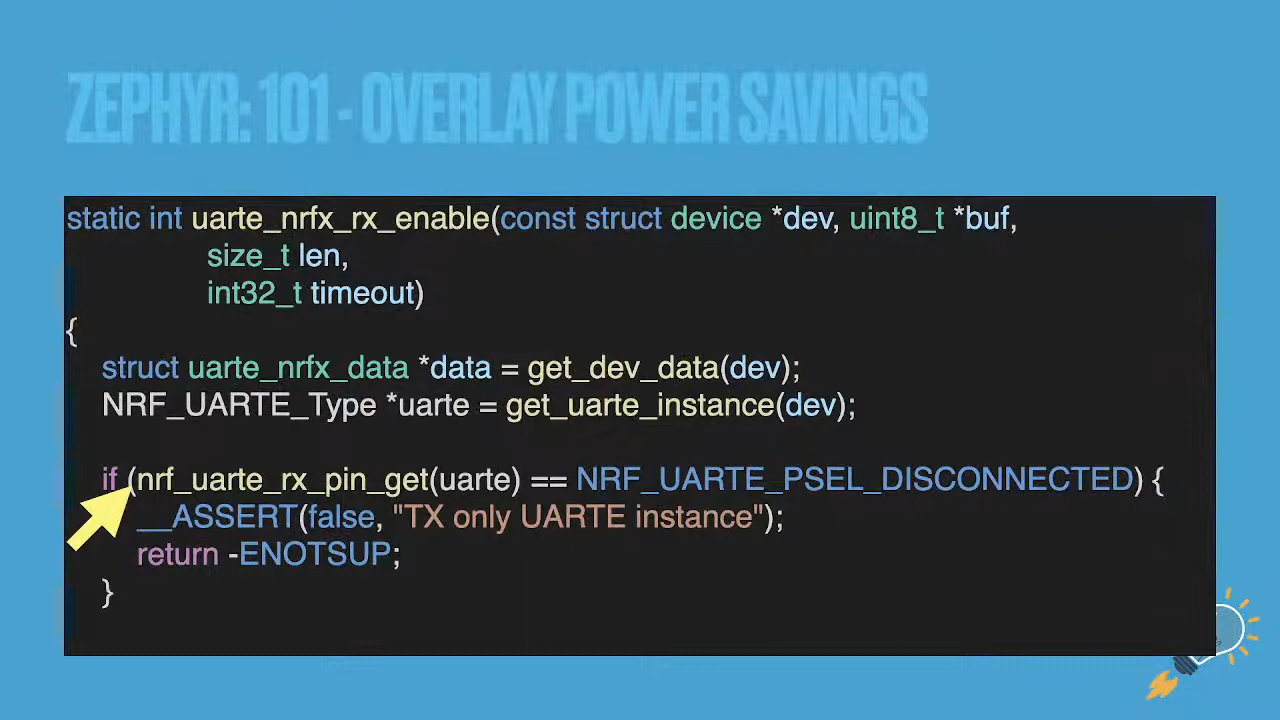 ZEPHYR: 101 - OVERLAY POWER SAVINGS
static int uarte_nrfx_rx_enable(const struct device *dev, uint8_t *buf,
size_t len,
int32_t timeout)
{
struct uarte_nrfx_data *data = get_dev_data(dev);
NRF_UARTE_Type *uarte = get_uarte_instance(dev);
if (nrf_uarte_rx_pin_get(uarte) == NRF_UARTE_PSEL_DISCONNECTED) {
__ASSERT(false, "TX only UARTE instance");
return -ENOTSUP;
}